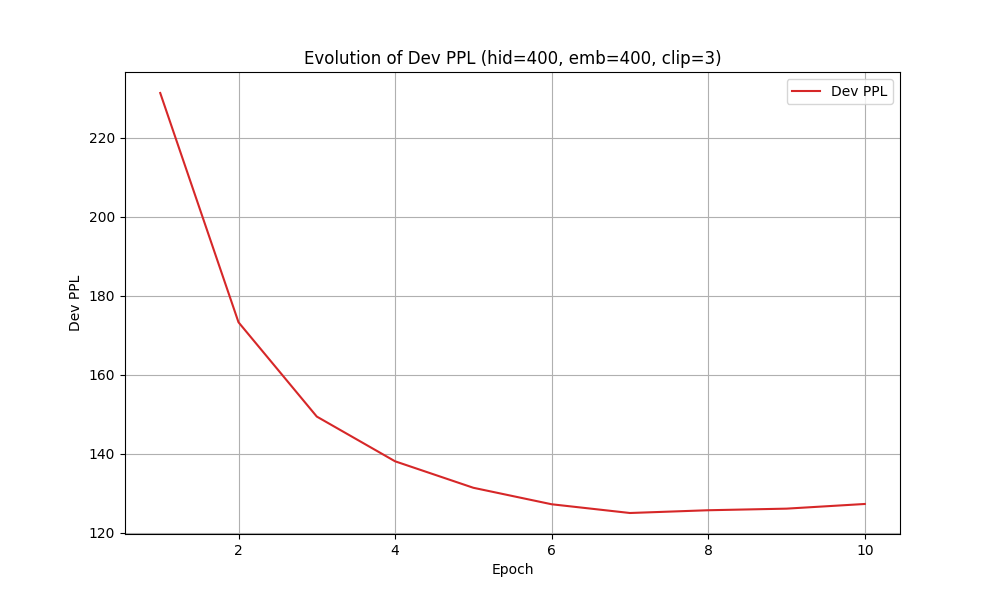 Evolution of Dev PPL (hid=400, emb=400, clip=3)
Dev PPL
220
200
180
160
140
120
Dev PPL
2
4
6
8
10
Epoch